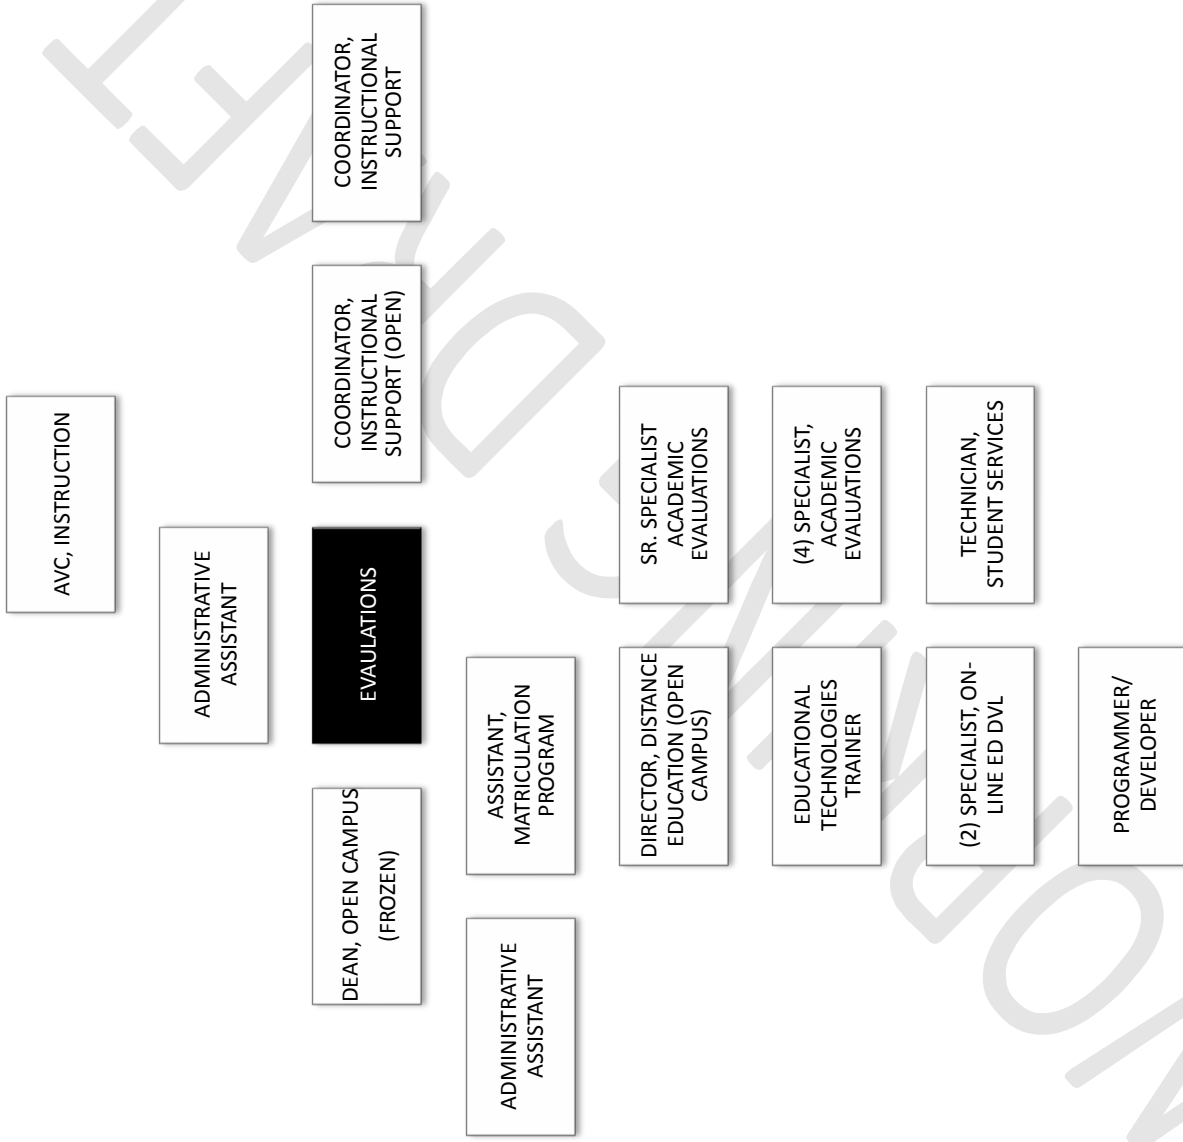 AVC, INSTRUCTION
ADMINISTRATIVE
ASSISTANT
DEAN, OPEN CAMPUS
(FROZEN)
EVAULATIONS
COORDINATOR,
INSTRUCTIONAL
SUPPORT (OPEN)
COORDINATOR,
INSTRUCTIONAL
SUPPORT
ADMINISTRATIVE
ASSISTANT
ASSISTANT,
MATRICULATION
PROGRAM
DIRECTOR, DISTANCE
EDUCATION (OPEN
CAMPUS)
SR. SPECIALIST
ACADEMIC
EVALUATIONS
EDUCATIONAL
TECHNOLOGIES
TRAINER
(4) SPECIALIST,
ACADEMIC
EVALUATIONS
(2) SPECIALIST, ON-
LINE ED DVL
TECHNICIAN,
STUDENT SERVICES
PROGRAMMER/
DEVELOPER
WORKING DRAFT